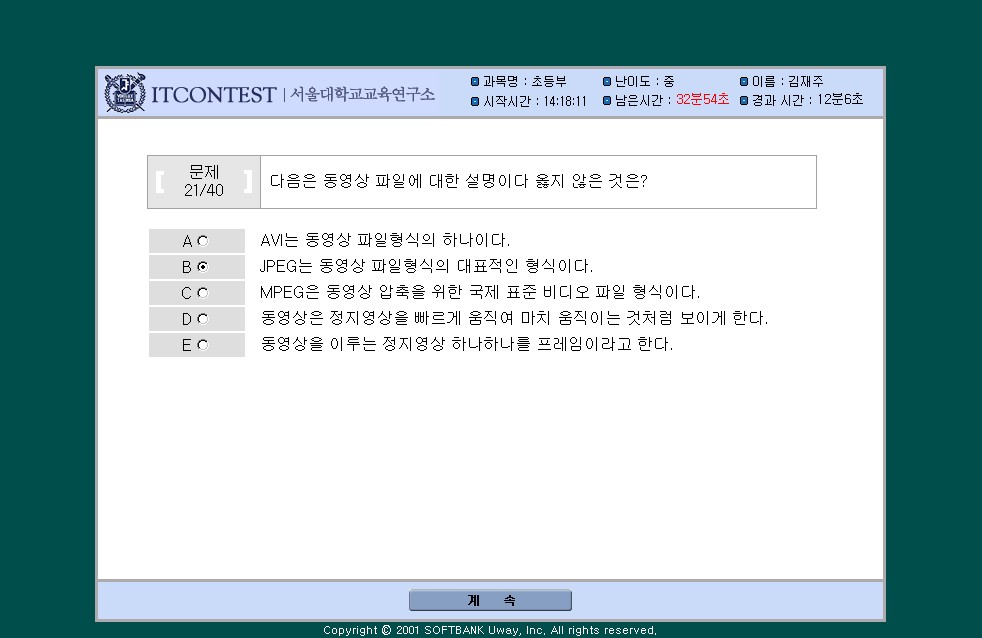 ITCONTEST | 서울대학교교육연구소
과목명 : 초등부 난이도 : 중 이름 : 김재주
시작시간 : 14:18:11 남은시간 : 32분54초 경과 시간 : 12분6초
문제
21/40
다음은 동영상 파일에 대한 설명이다 옳지 않은 것은?
A AVI는 동영상 파일형식의 하나이다.
B JPEG는 동영상 파일형식의 대표적인 형식이다.
C MPEG은 동영상 압축을 위한 국제 표준 비디오 파일 형식이다.
D 동영상은 정지영상을 빠르게 움직여 마치 움직이는 것처럼 보이게 한다.
E 동영상을 이루는 정지영상 하나하나를 프레임이라고 한다.
계 속
Copyright © 2001 SOFTBANK Uway, Inc. All rights reserved.